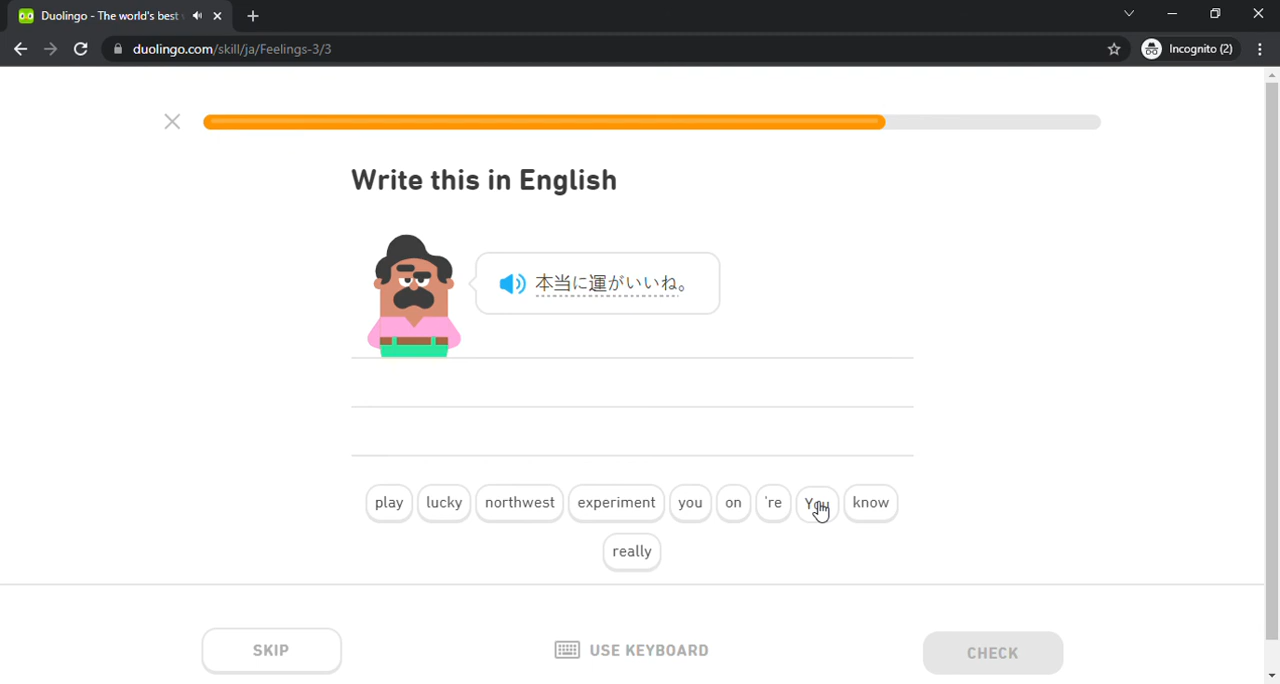 Duolingo - The world's best
duolingo.com/skill/ja/Feelings-3/3
Incognito (2)
Write this in English
本当に運がいいね。
play lucky northwest experiment you on 're You know
really
SKIP USE KEYBOARD CHECK